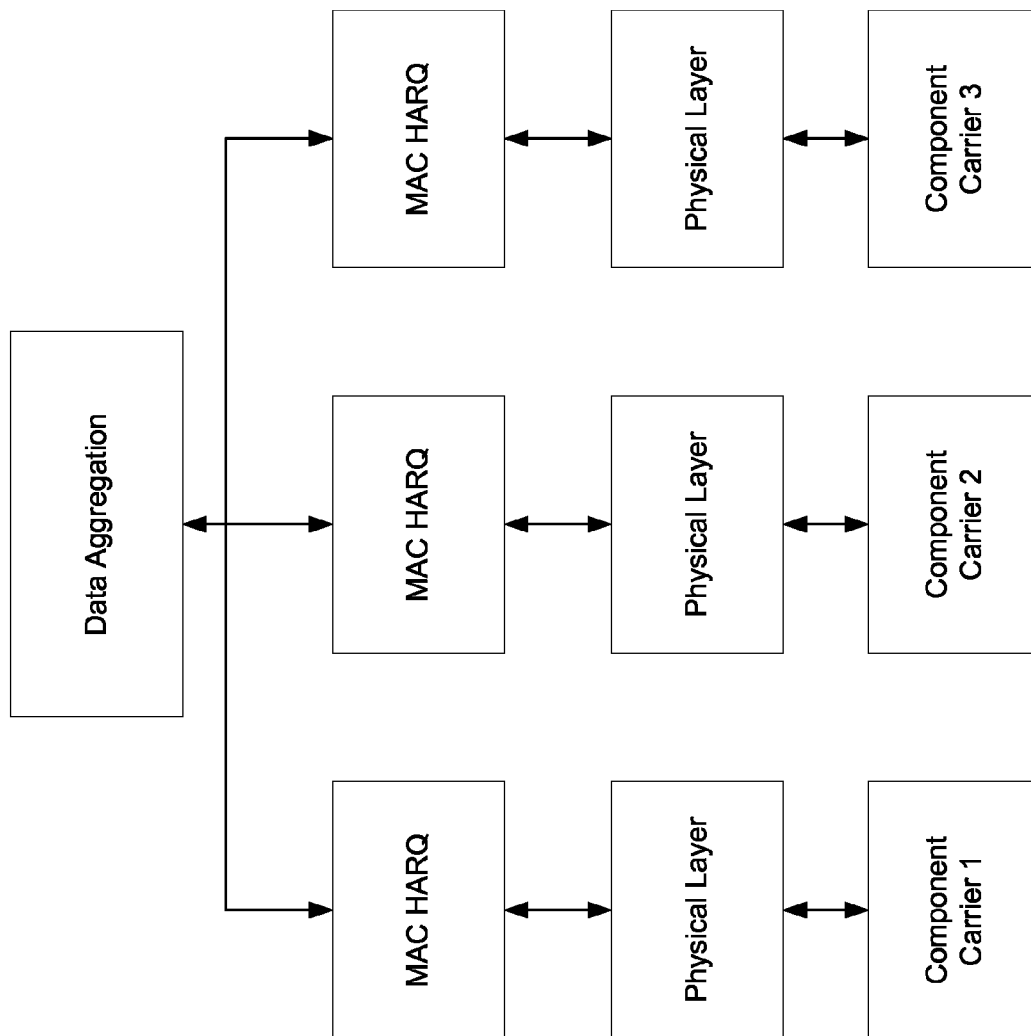 Data Aggregation
MAC HARQ
MAC HARQ
MAC HARQ
Physical Layer
Physical Layer
Physical Layer
Component
Carrier 1
Component
Carrier 2
Component
Carrier 3